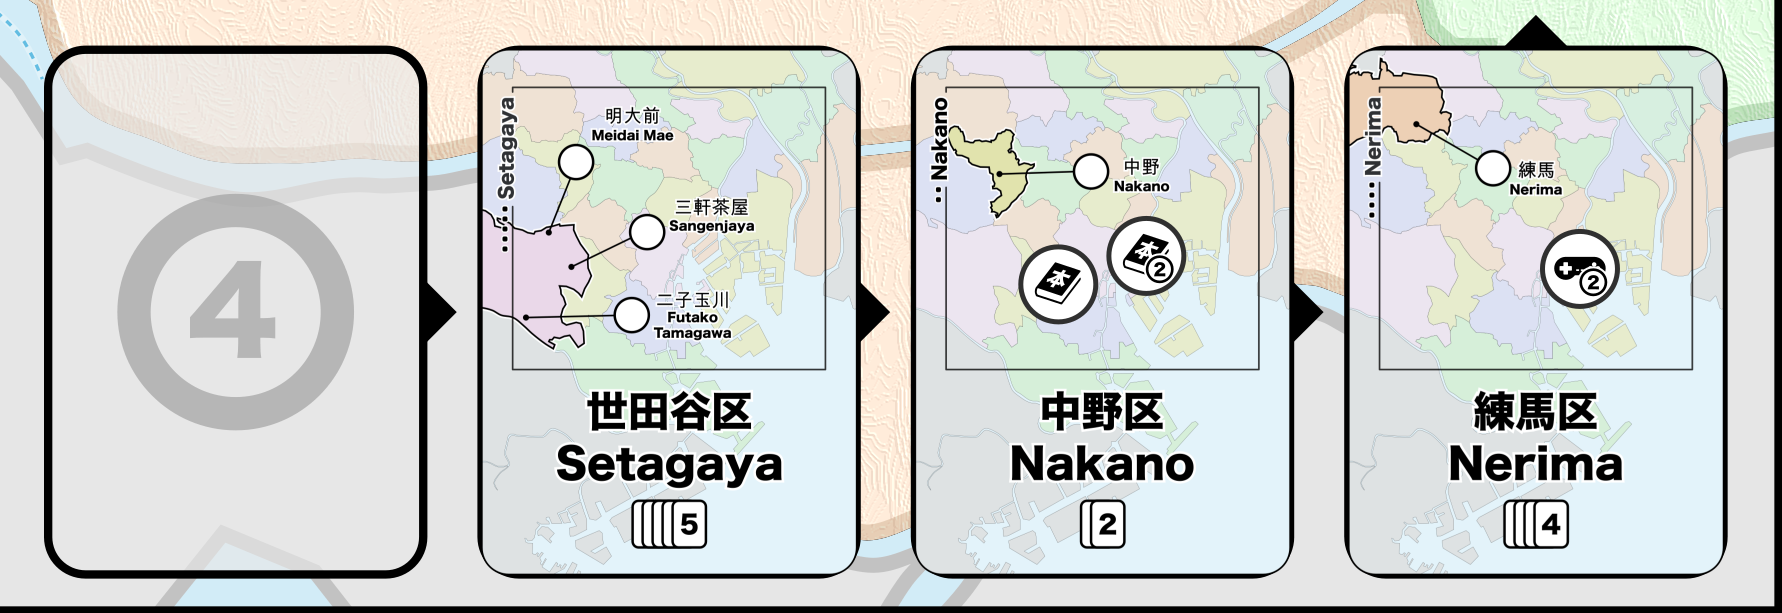 4
Setagaya
明大前
Meidai Mae
三軒茶屋
Sangenjaya
二子玉川
Futako
Tamagawa
世田谷区
Setagaya
5
Nakano
中野
Nakano
本
本
2
中野区
Nakano
2
Nerima
練馬
Nerima
2
練馬区
Nerima
4